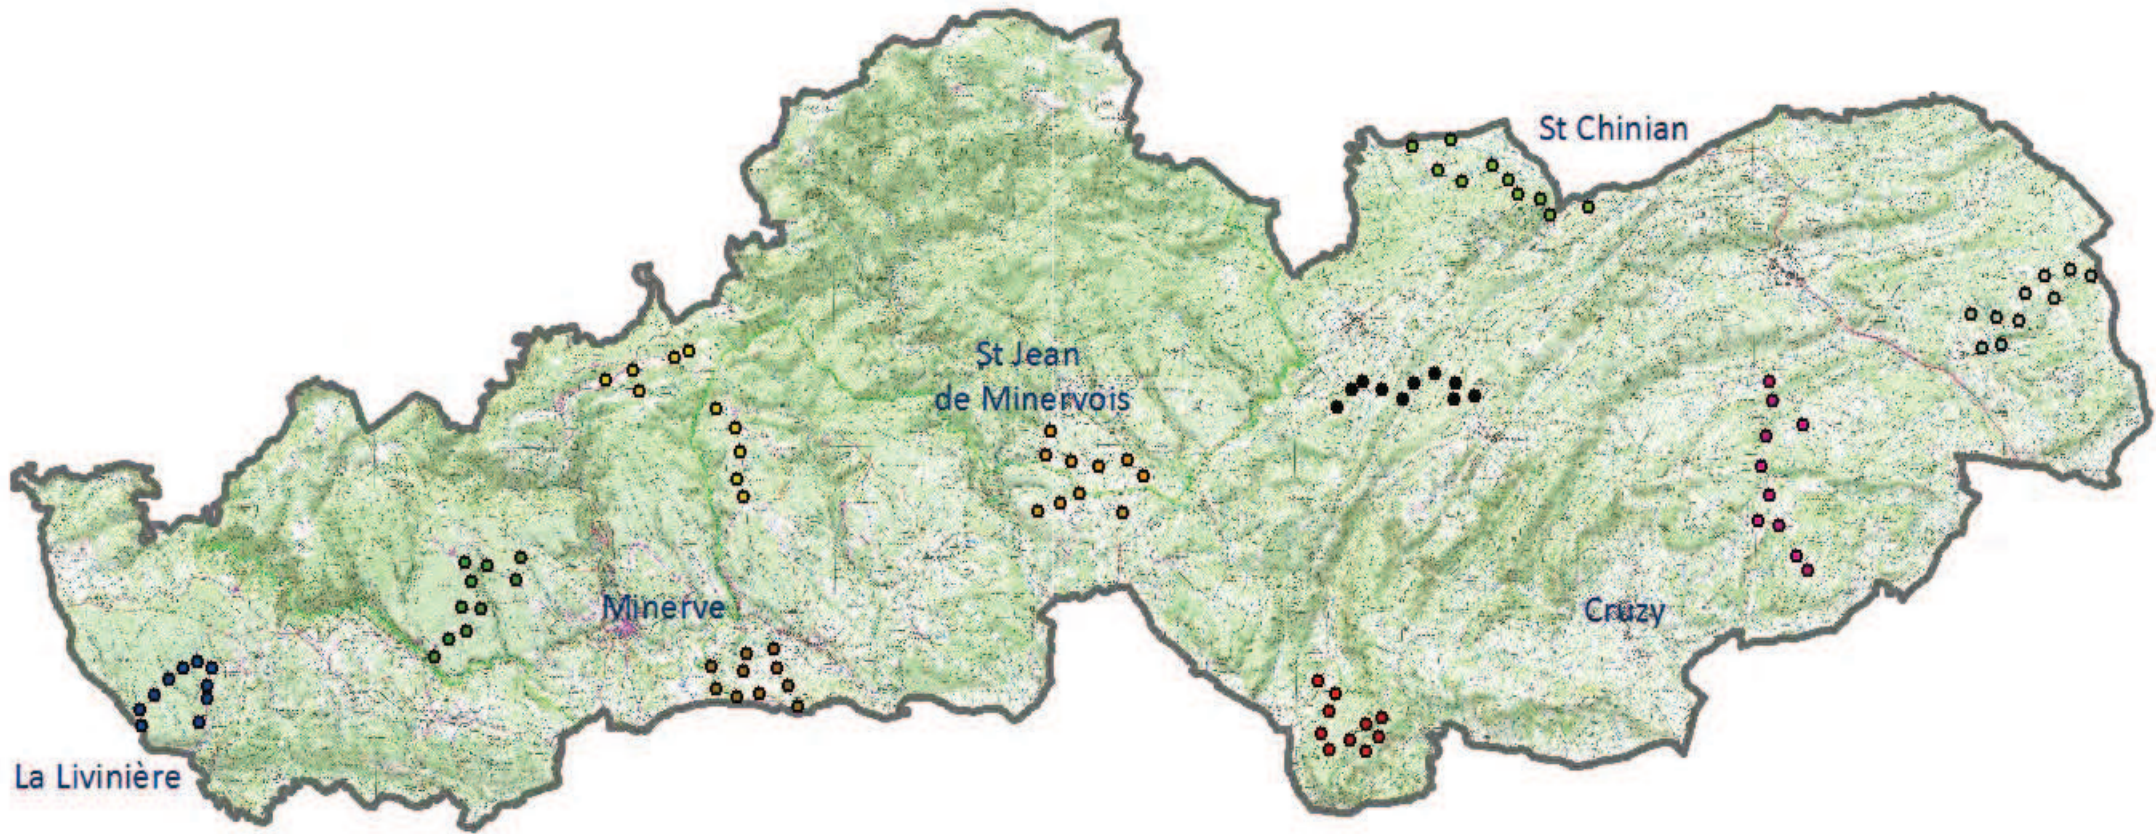 St Chinian
St Jean
de Minervois
Minerve
Cruzy
La Livinière